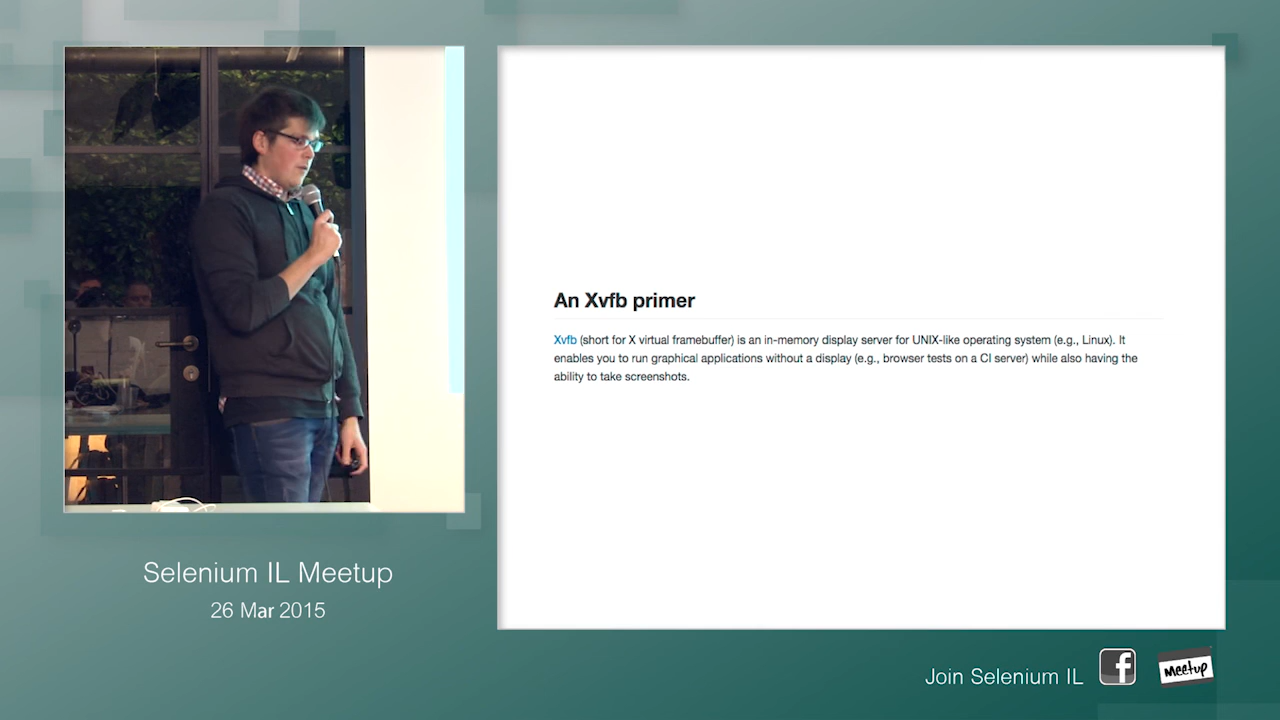 An Xvfb primer
Xvfb (short for X virtual framebuffer) is an in-memory display server for UNIX-like operating system (e.g., Linux). It
enables you to run graphical applications without a display (e.g., browser tests on a CI server) while also having the
ability to take screenshots.
Selenium IL Meetup
26 Mar 2015
Join Selenium IL
f
Meetup